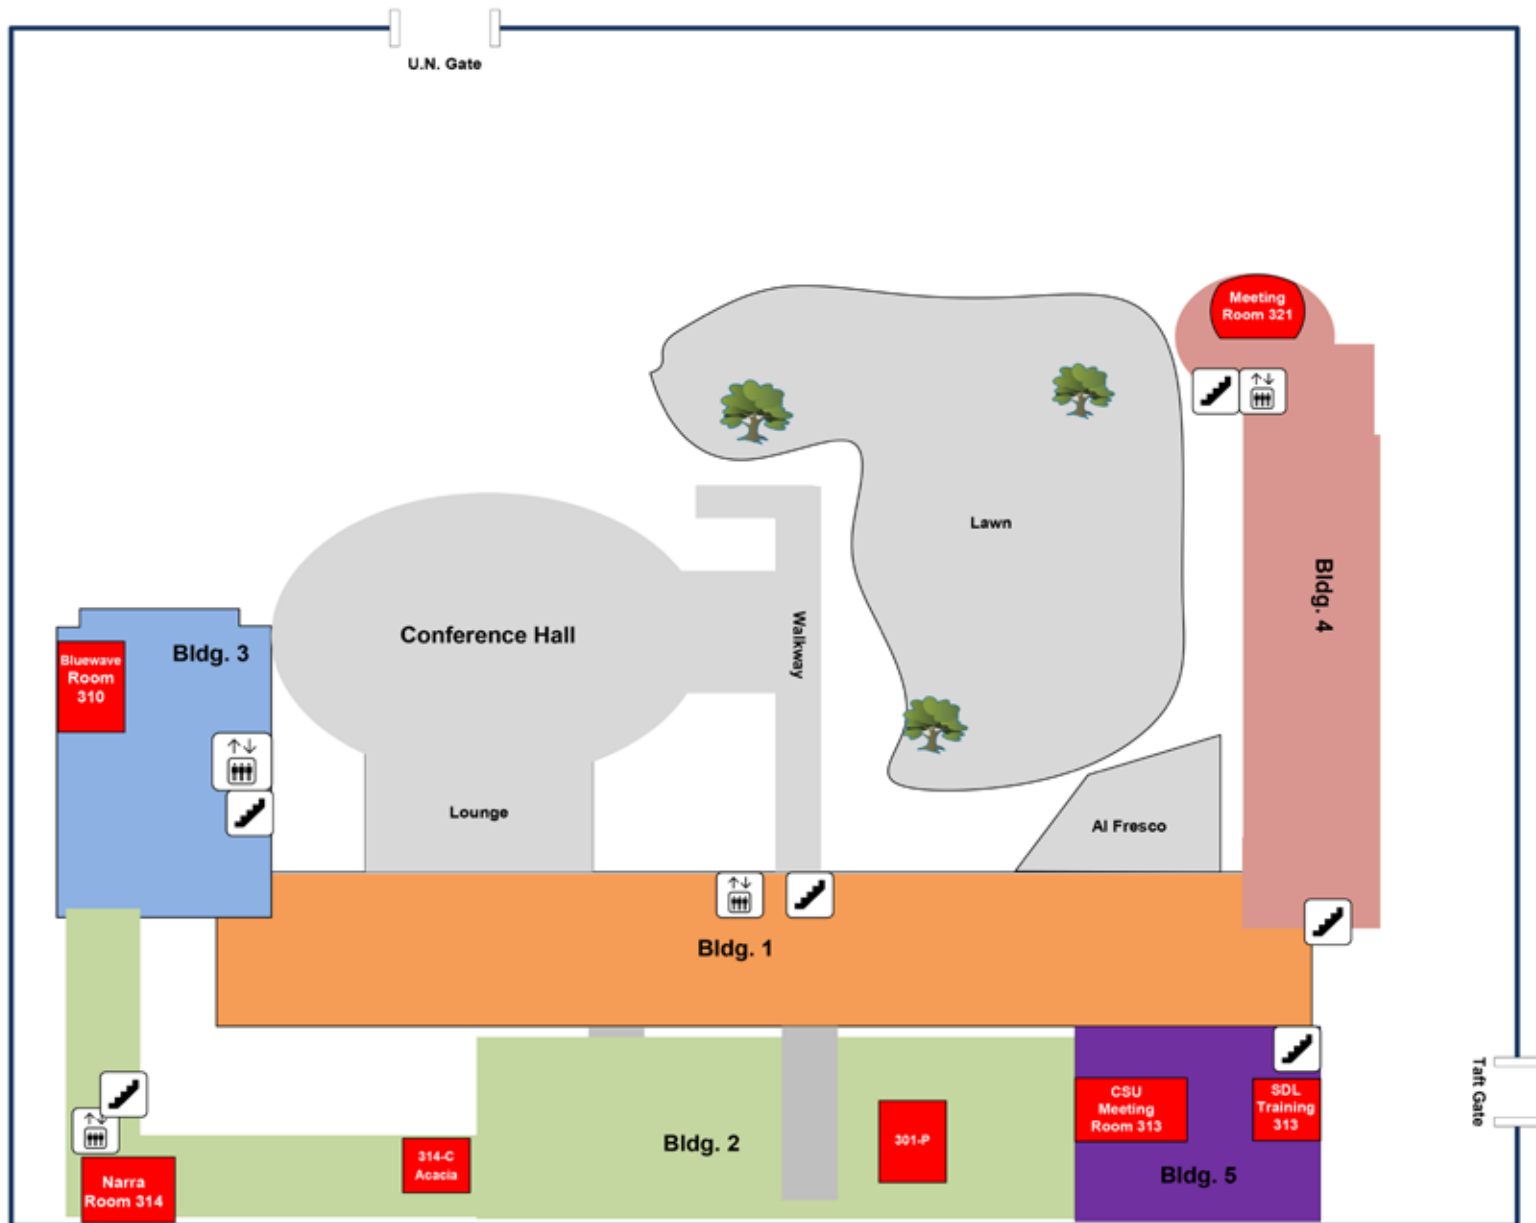 U.N. Gate
Meeting
Room 321
Lawn
Bldg. 4
Conference Hall
Walkway
Bldg. 3
Bluewave
Room
310
Lounge
Al Fresco
Bldg. 1
Taft Gate
CSU
Meeting
Room 313
SDL
Training
313
301-P
Bldg. 2
314-C
Acacia
Bldg. 5
Narra
Room 314